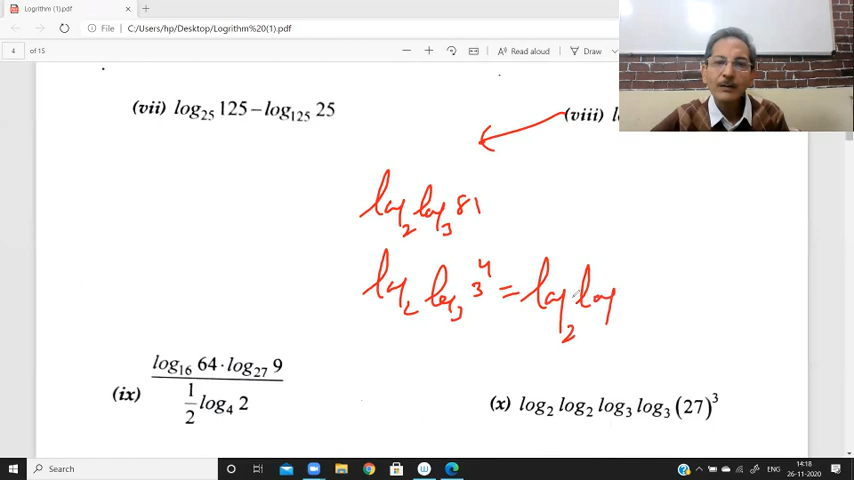 Logrithm (1).pdf
File C:/Users/hp/Desktop/Logrithm%20(1).pdf
4 of 15 Read aloud Draw
(vii) log₂₅ 125 − log₁₂₅ 25
(viii)
log₂ log₃ 81
log₂ log₃ 3⁴ = log₂ log
(ix) log₁₆ 64 · log₂₇ 9
1/2 log₄ 2
(x) log₂ log₂ log₃ log₃ (27)³
Search
ENG
14:18
26-11-2020